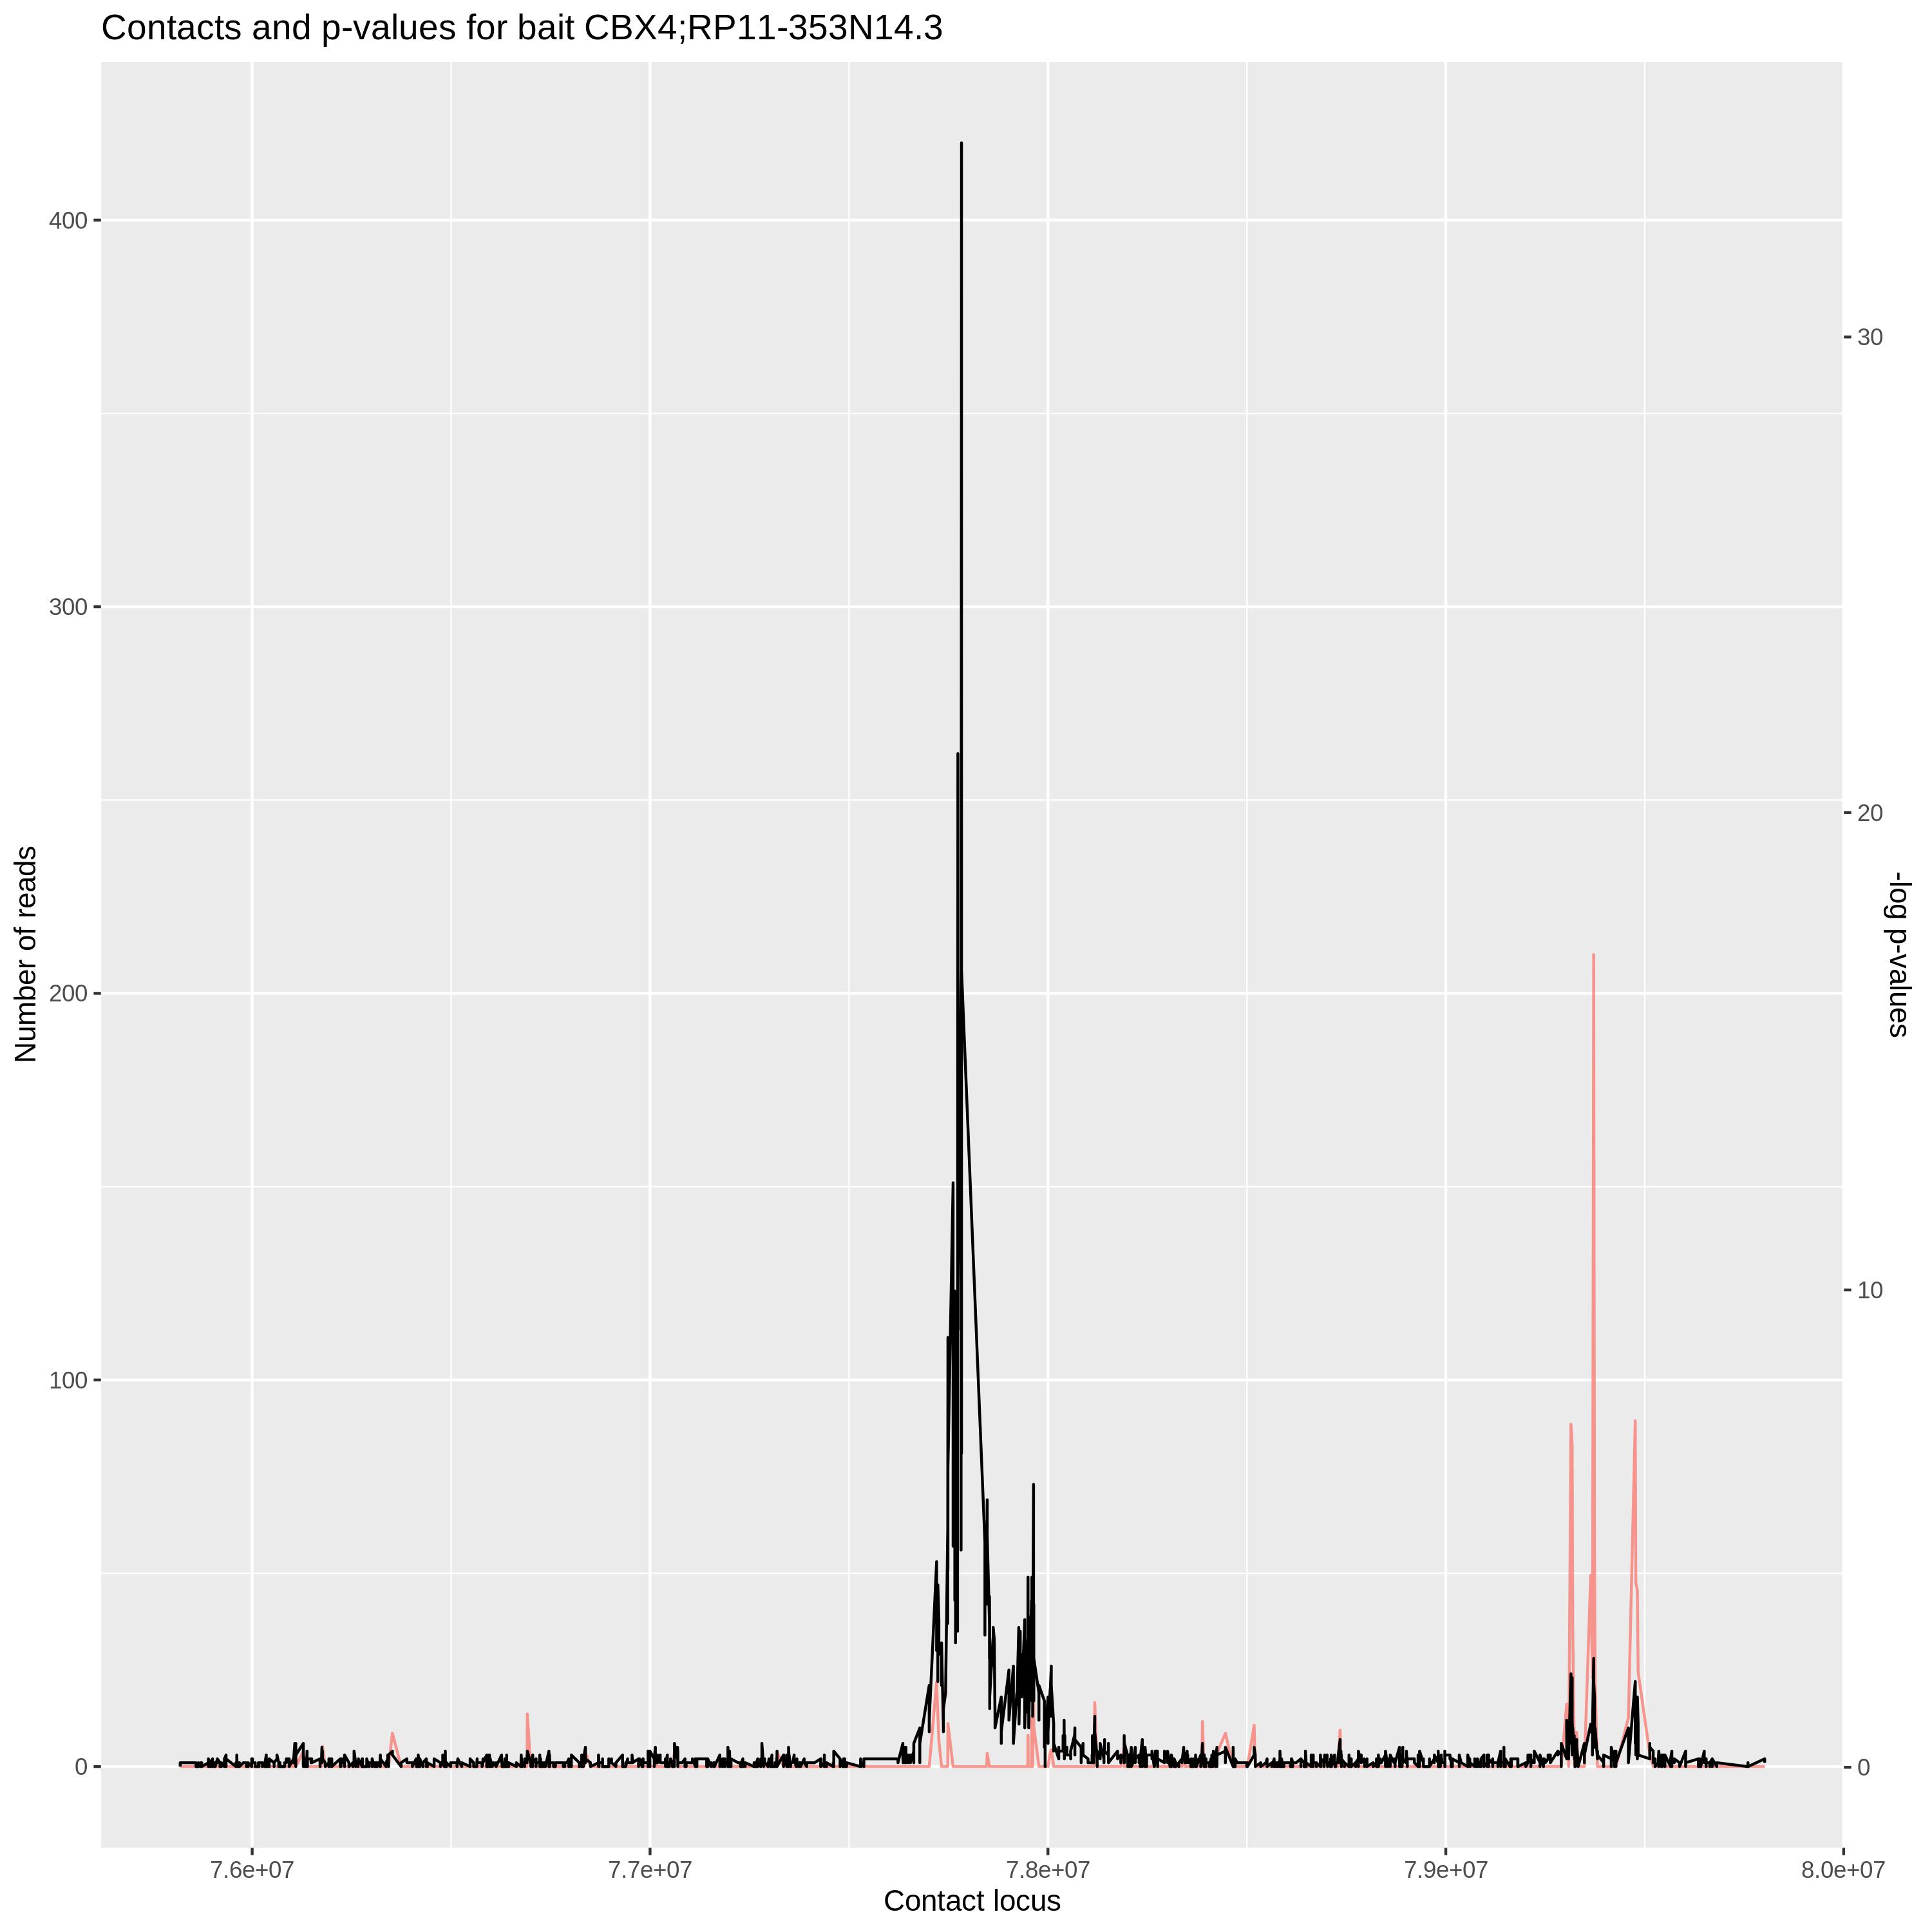 Contacts and p-values for bait CBX4;RP11-353N14.3
400
300
200
100
0
30
20
10
0
Number of reads
-log p-values
7.6e+07 7.7e+07 7.8e+07 7.9e+07 8.0e+07
Contact locus